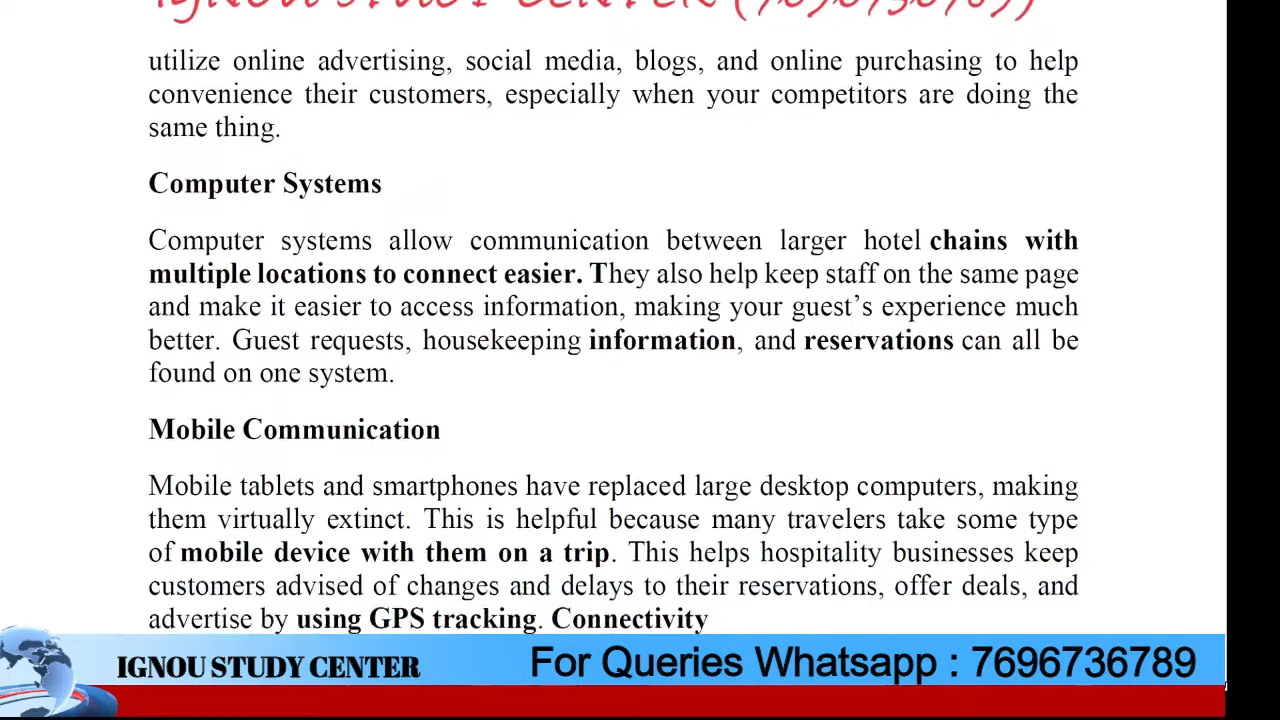 IGNOU STUDY CENTER (7696736789)
utilize online advertising, social media, blogs, and online purchasing to help
convenience their customers, especially when your competitors are doing the
same thing.
Computer Systems
Computer systems allow communication between larger hotel chains with
multiple locations to connect easier. They also help keep staff on the same page
and make it easier to access information, making your guest’s experience much
better. Guest requests, housekeeping information, and reservations can all be
found on one system.
Mobile Communication
Mobile tablets and smartphones have replaced large desktop computers, making
them virtually extinct. This is helpful because many travelers take some type
of mobile device with them on a trip. This helps hospitality businesses keep
customers advised of changes and delays to their reservations, offer deals, and
advertise by using GPS tracking. Connectivity
IGNOU STUDY CENTER
For Queries Whatsapp : 7696736789